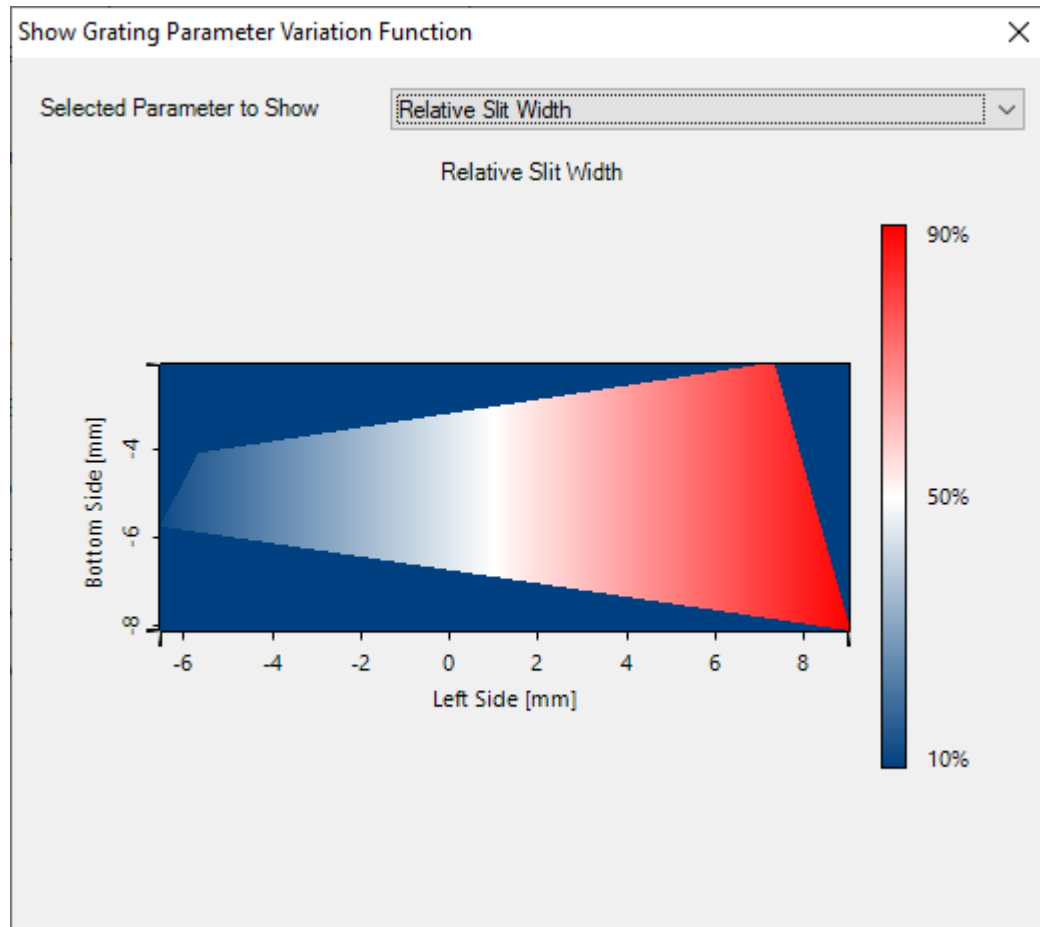 Show Grating Parameter Variation Function
Selected Parameter to Show
Relative Slit Width
Relative Slit Width
90%
50%
10%
Bottom Side [mm]
-4
-6
-8
-6 -4 -2 0 2 4 6 8
Left Side [mm]